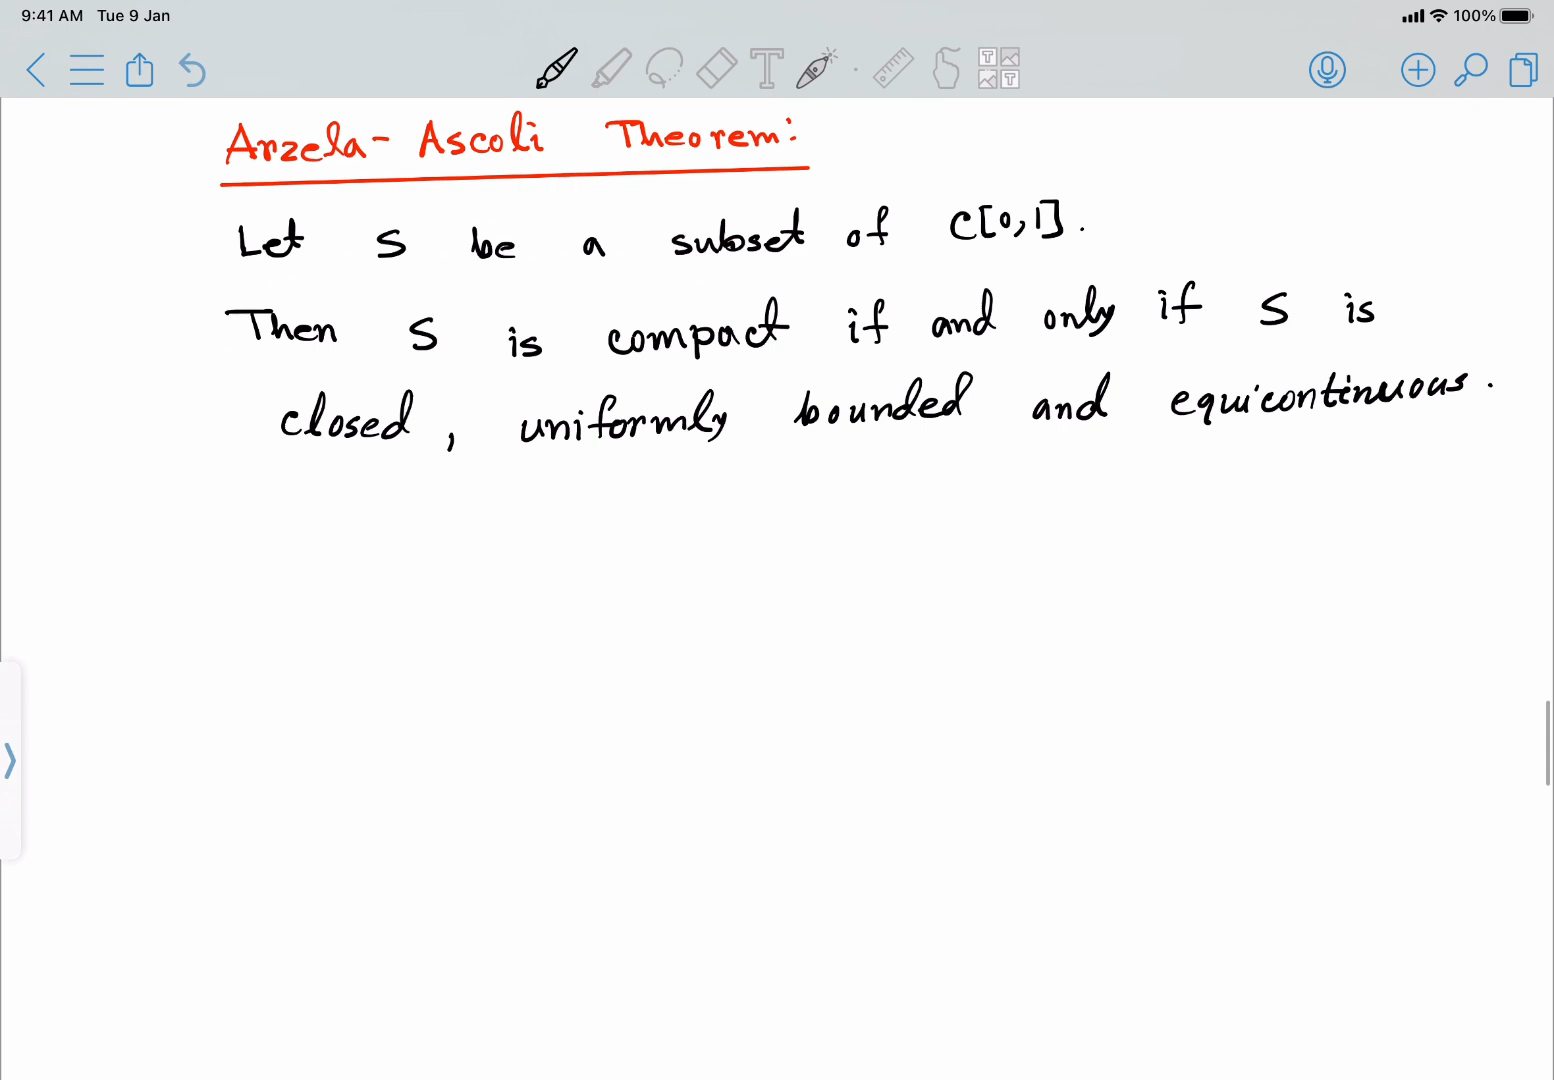 9:41 AM Tue 9 Jan 100%
Arzela-Ascoli Theorem:
Let S be a subset of C[0,1].
Then S is compact if and only if S is
closed, uniformly bounded and equicontinuous.